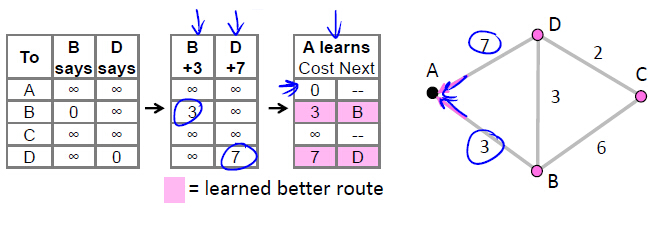 To B says D says
A ∞ ∞
B 0 ∞
C ∞ ∞
D ∞ 0
B +3 D +7
∞ ∞
3 ∞
∞ ∞
∞ 7
A learns
Cost Next
0 --
3 B
∞ --
7 D
= learned better route
D
7
2
A
C
3
3
6
B